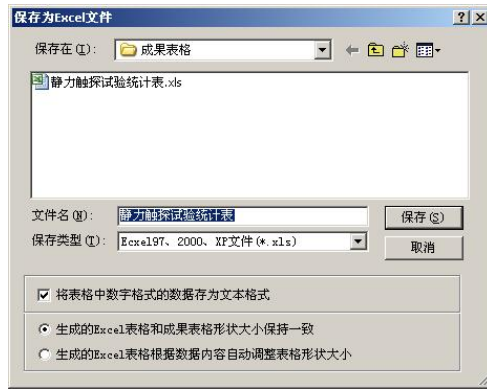 保存为Excel文件
保存在(I): 成果表格
静力触探试验统计表.xls
文件名(N): 静力触探试验统计表 保存(S)
保存类型(T): Ecxel97、2000、XP文件(*.xls) 取消
将表格中数字格式的数据存为文本格式
生成的Excel表格和成果表格形状大小保持一致
生成的Excel表格根据数据内容自动调整表格形状大小